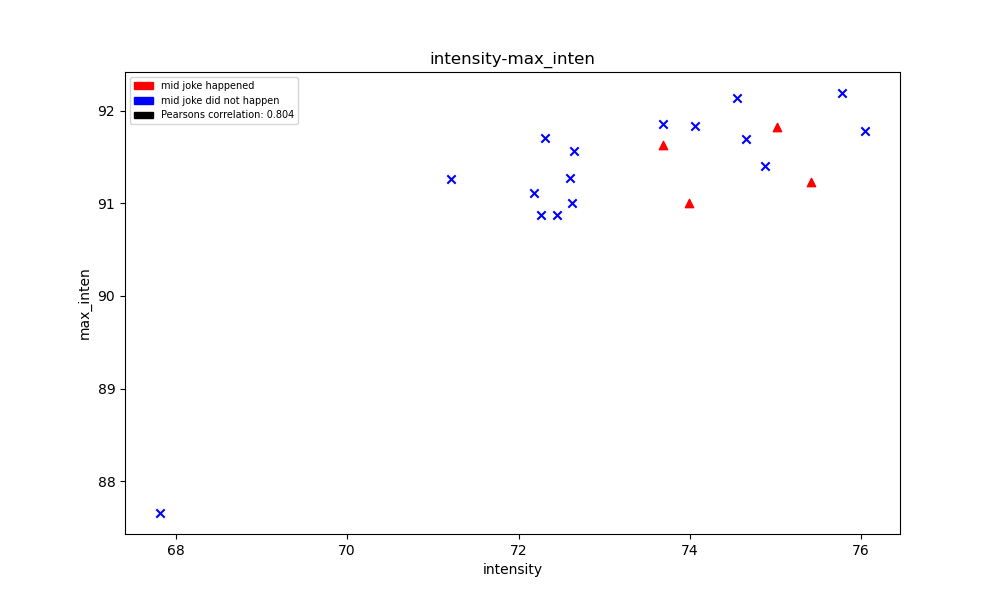 intensity-max_inten
mid joke happened
mid joke did not happen
Pearsons correlation: 0.804
92
91
90
89
88
max_inten
68 70 72 74 76
intensity